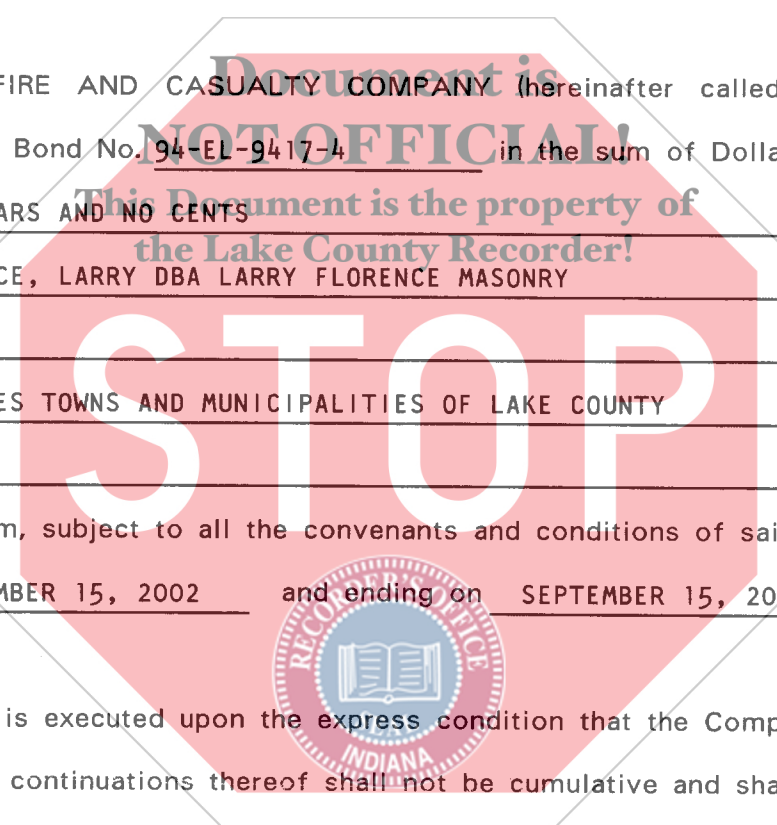 FIRE AND CASUALTY COMPANY (hereinafter called
Document is
Bond No. 94-EL-9417-4 in the sum of Dolla
NOT OFFICIAL!
ARS AND NO CENTS
This Document is the property of
the Lake County Recorder!
CE, LARRY DBA LARRY FLORENCE MASONRY
STOP
ES TOWNS AND MUNICIPALITIES OF LAKE COUNTY
m, subject to all the convenants and conditions of sai
MBER 15, 2002 and ending on SEPTEMBER 15, 20
RECORDER'S OFFICE
SEAL
INDIANA
is executed upon the express condition that the Comp
continuations thereof shall not be cumulative and sha